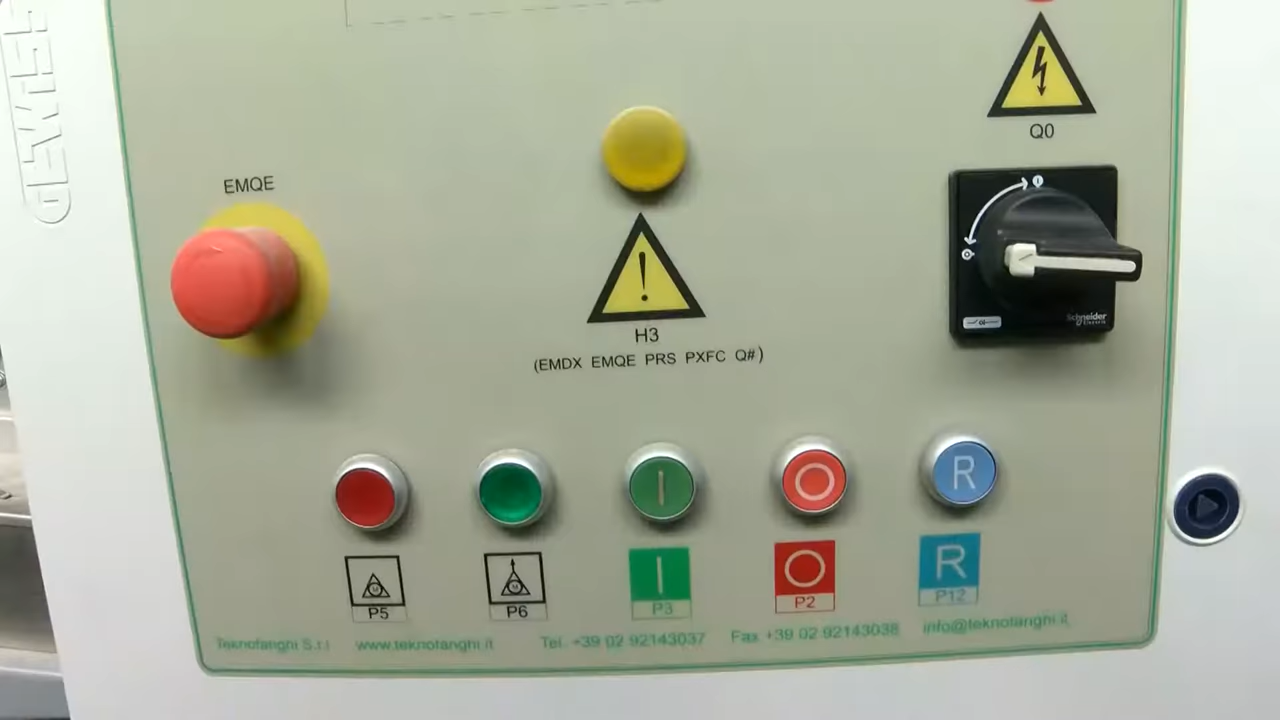 DEWYSS
Q0
EMQE
H3
(EMDX EMQE PRS PXFC Q#)
Schneider
Electric
I
O
R
P5
P6
I
P3
O
P2
R
P12
Teknofanghi S.r.l www.teknofanghi.it Tel. +39 02 92143037 Fax +39 02 92143038 info@teknofanghi.it